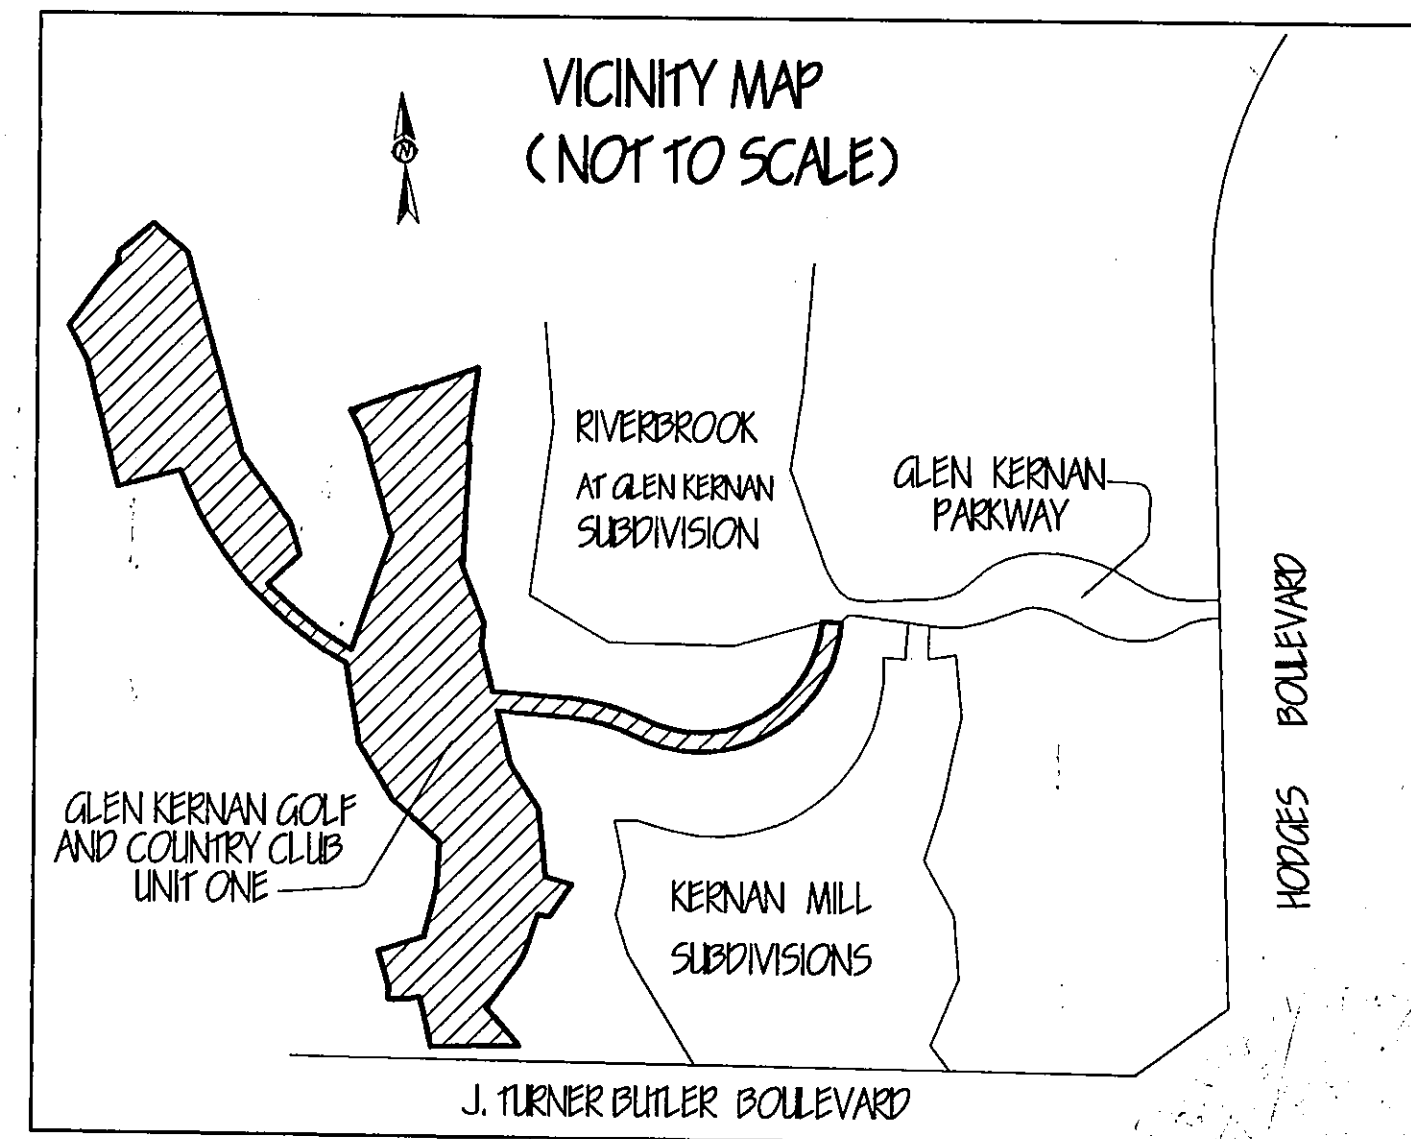 VICINITY MAP
(NOT TO SCALE)
N
RIVERBROOK
AT GLEN KERNAN
SUBDIVISION
GLEN KERNAN
PARKWAY
HODGES BOULEVARD
GLEN KERNAN GOLF
AND COUNTRY CLUB
UNIT ONE
KERNAN MILL
SUBDIVISIONS
J. TURNER BUTLER BOULEVARD